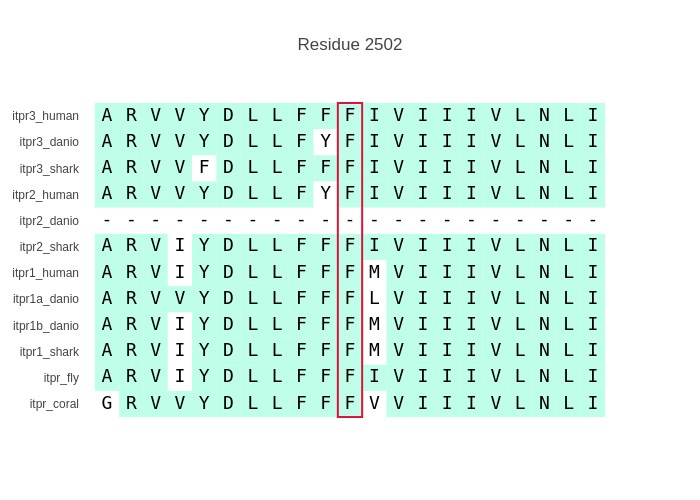 Residue 2502
itpr3_human A R V V Y D L L F F F I V I I I V L N L I
itpr3_danio A R V V Y D L L F Y F I V I I I V L N L I
itpr3_shark A R V V F D L L F F F I V I I I V L N L I
itpr2_human A R V V Y D L L F Y F I V I I I V L N L I
itpr2_danio - - - - - - - - - - - - - - - - - - - - -
itpr2_shark A R V I Y D L L F F F I V I I I V L N L I
itpr1_human A R V I Y D L L F F F M V I I I V L N L I
itpr1a_danio A R V V Y D L L F F F L V I I I V L N L I
itpr1b_danio A R V I Y D L L F F F M V I I I V L N L I
itpr1_shark A R V I Y D L L F F F M V I I I V L N L I
itpr_fly A R V I Y D L L F F F I V I I I V L N L I
itpr_coral G R V V Y D L L F F F V V I I I V L N L I